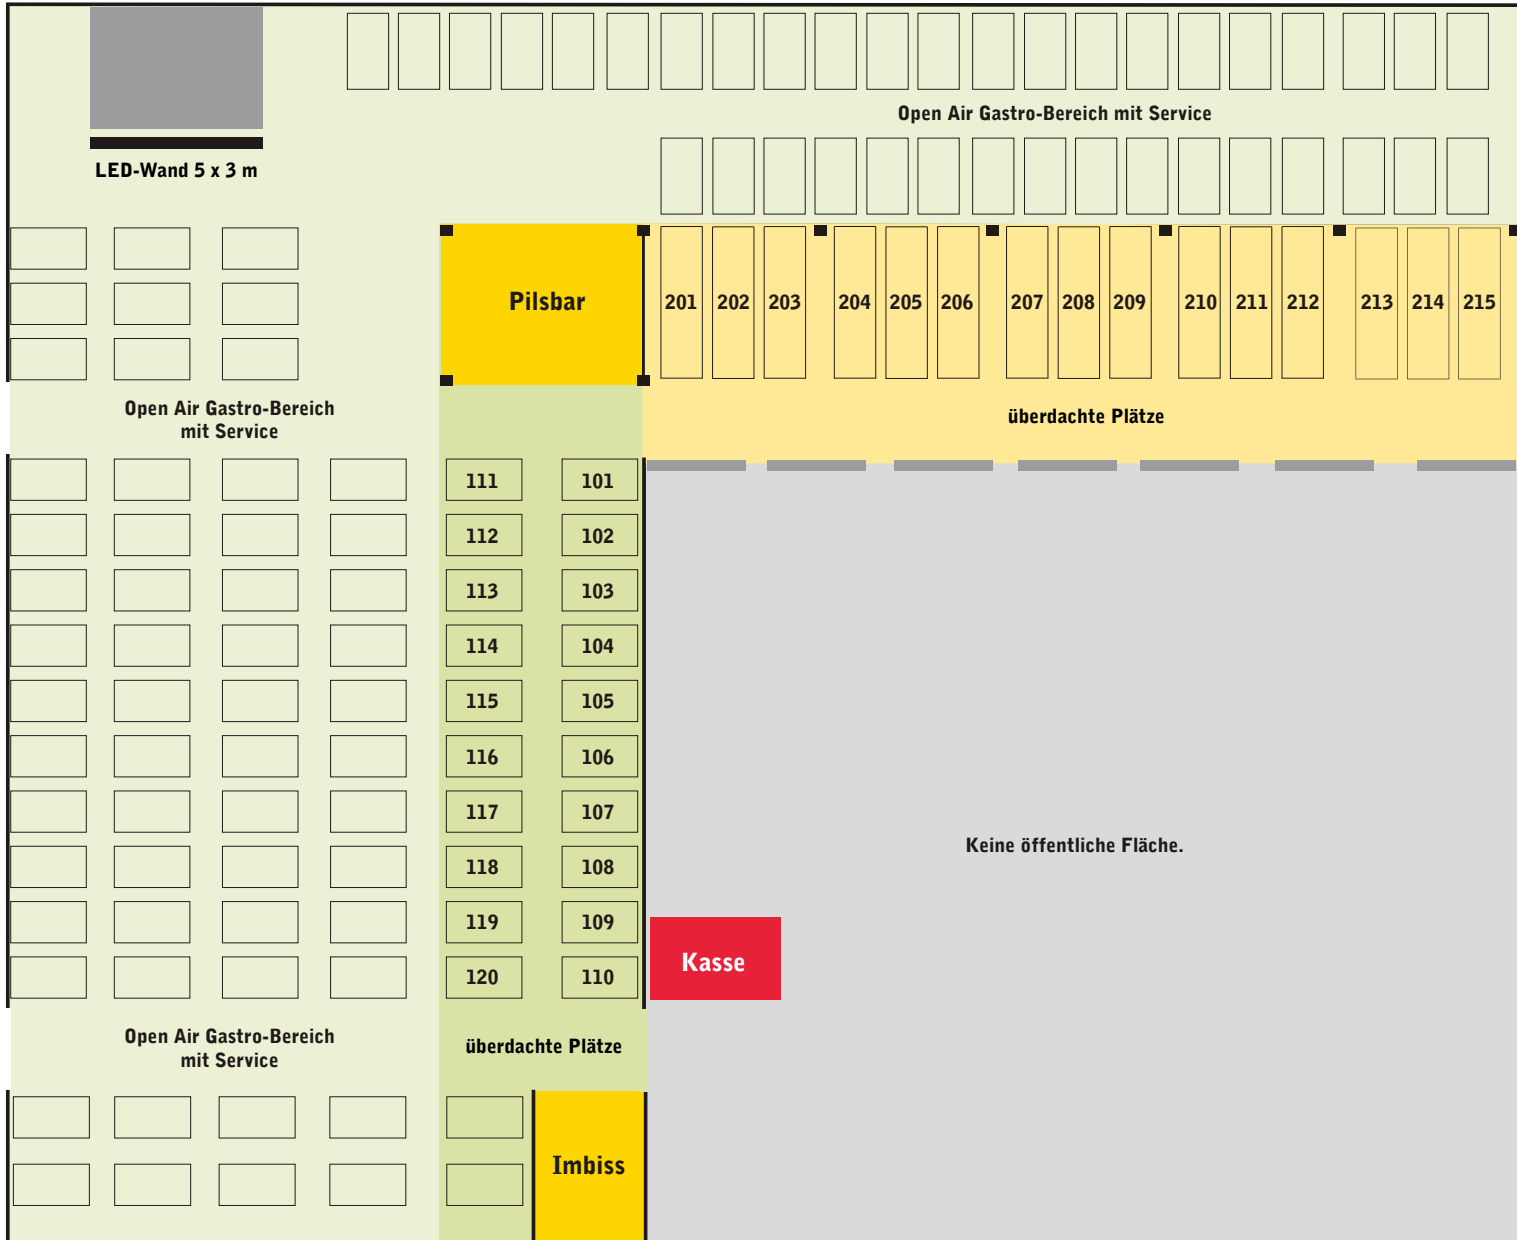 Open Air Gastro-Bereich mit Service
LED-Wand 5 x 3 m
Pilsbar
201 202 203 204 205 206 207 208 209 210 211 212 213 214 215
Open Air Gastro-Bereich
mit Service
überdachte Plätze
111 101
112 102
113 103
114 104
115 105
116 106
117 107
118 108
119 109
120 110
Keine öffentliche Fläche.
Kasse
Open Air Gastro-Bereich
mit Service
überdachte Plätze
Imbiss